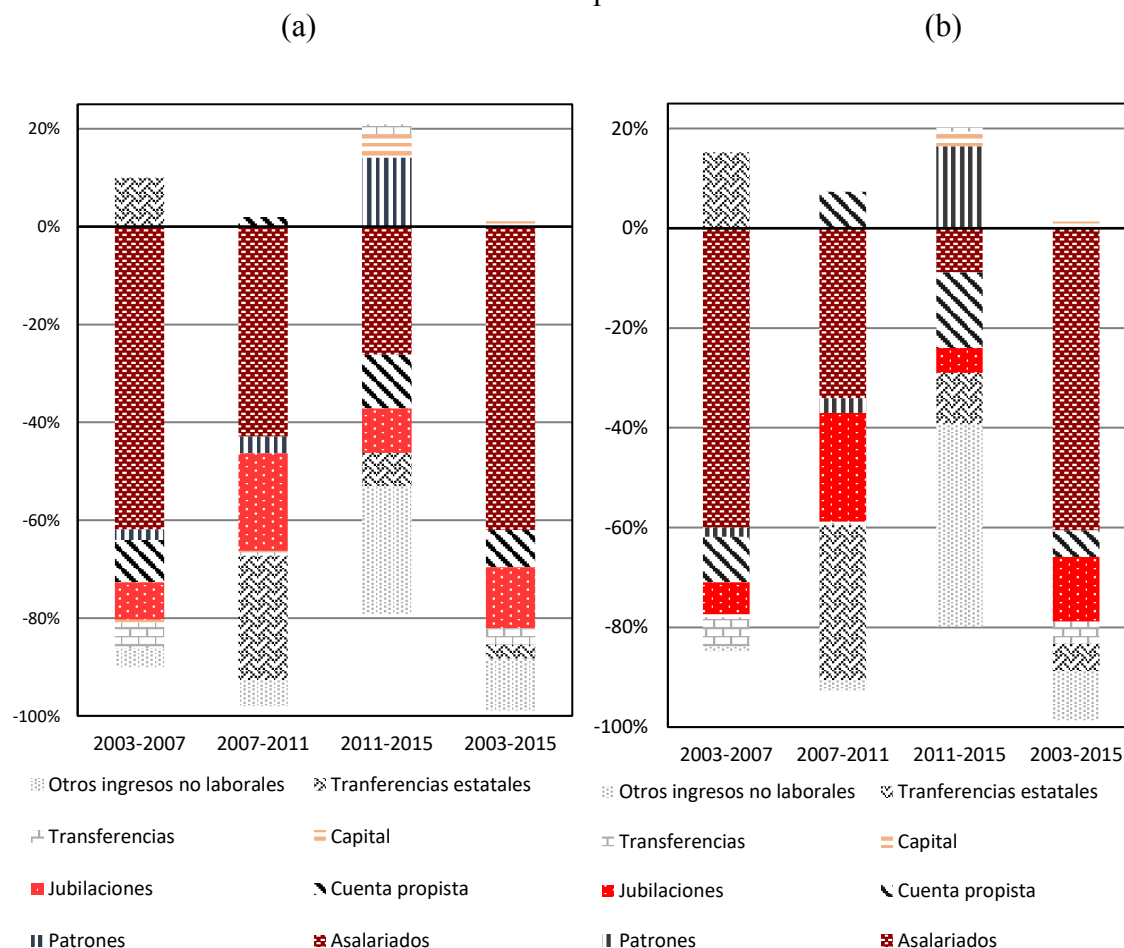 (a) (b)
20%
0%
-20%
-40%
-60%
-80%
-100%
2003-2007 2007-2011 2011-2015 2003-2015
Otros ingresos no laborales Tranferencias estatales
Transferencias Capital
Jubilaciones Cuenta propista
Patrones Asalariados
20%
0%
-20%
-40%
-60%
-80%
-100%
2003-2007 2007-2011 2011-2015 2003-2015
Otros ingresos no laborales Tranferencias estatales
Transferencias Capital
Jubilaciones Cuenta propista
Patrones Asalariados